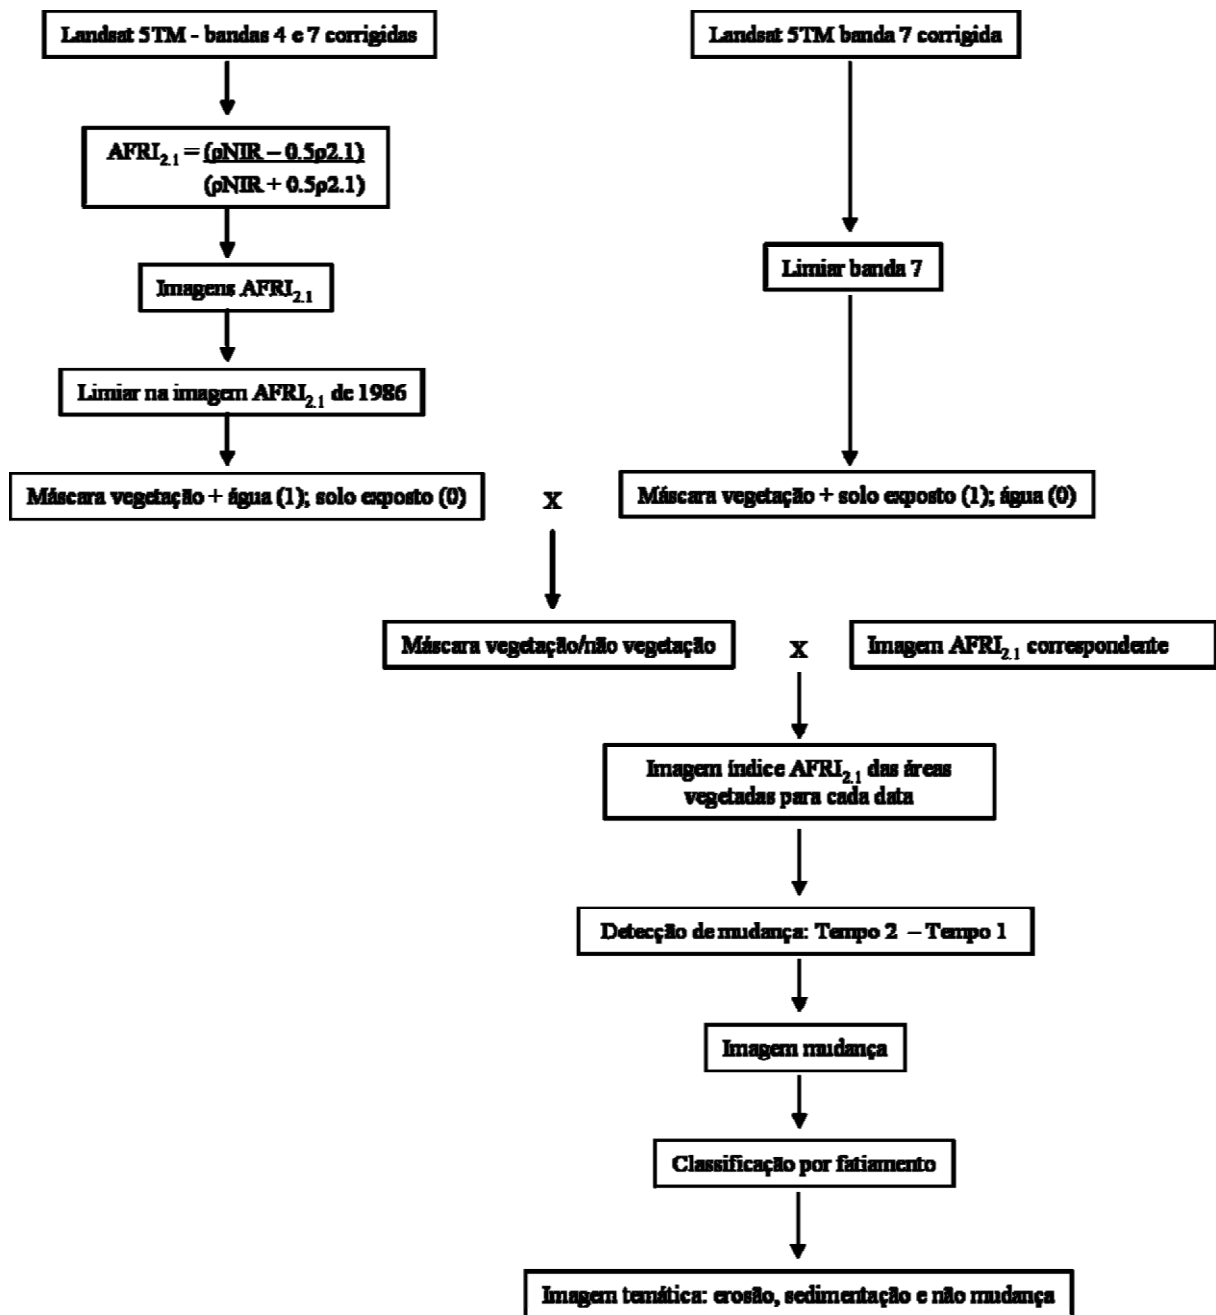 Landsat 5TM - bandas 4 e 7 corrigidas
Landsat 5TM banda 7 corrigida
AFRI2.1 = (ρNIR – 0.5ρ2.1)
(ρNIR + 0.5ρ2.1)
Imagens AFRI2.1
Limiar banda 7
Limiar na imagem AFRI2.1 de 1986
Máscara vegetação + água (1); solo exposto (0)
X
Máscara vegetação + solo exposto (1); água (0)
Máscara vegetação/não vegetação
X
Imagem AFRI2.1 correspondente
Imagem índice AFRI2.1 das áreas
vegetadas para cada data
Detecção de mudança: Tempo 2 – Tempo 1
Imagem mudança
Classificação por fatiamento
Imagem temática: erosão, sedimentação e não mudança